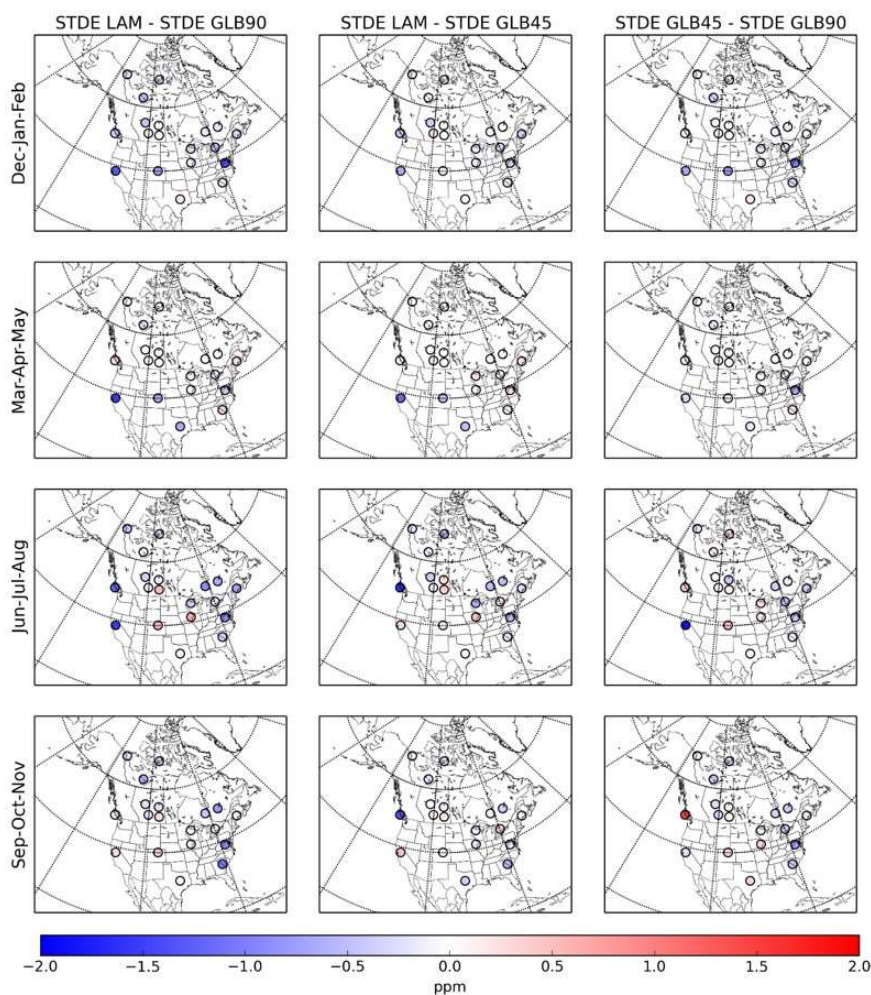 STDE LAM - STDE GLB90
STDE LAM - STDE GLB45
STDE GLB45 - STDE GLB90
Dec-Jan-Feb
Mar-Apr-May
Jun-Jul-Aug
Sep-Oct-Nov
-2.0 -1.5 -1.0 -0.5 0.0 0.5 1.0 1.5 2.0
ppm